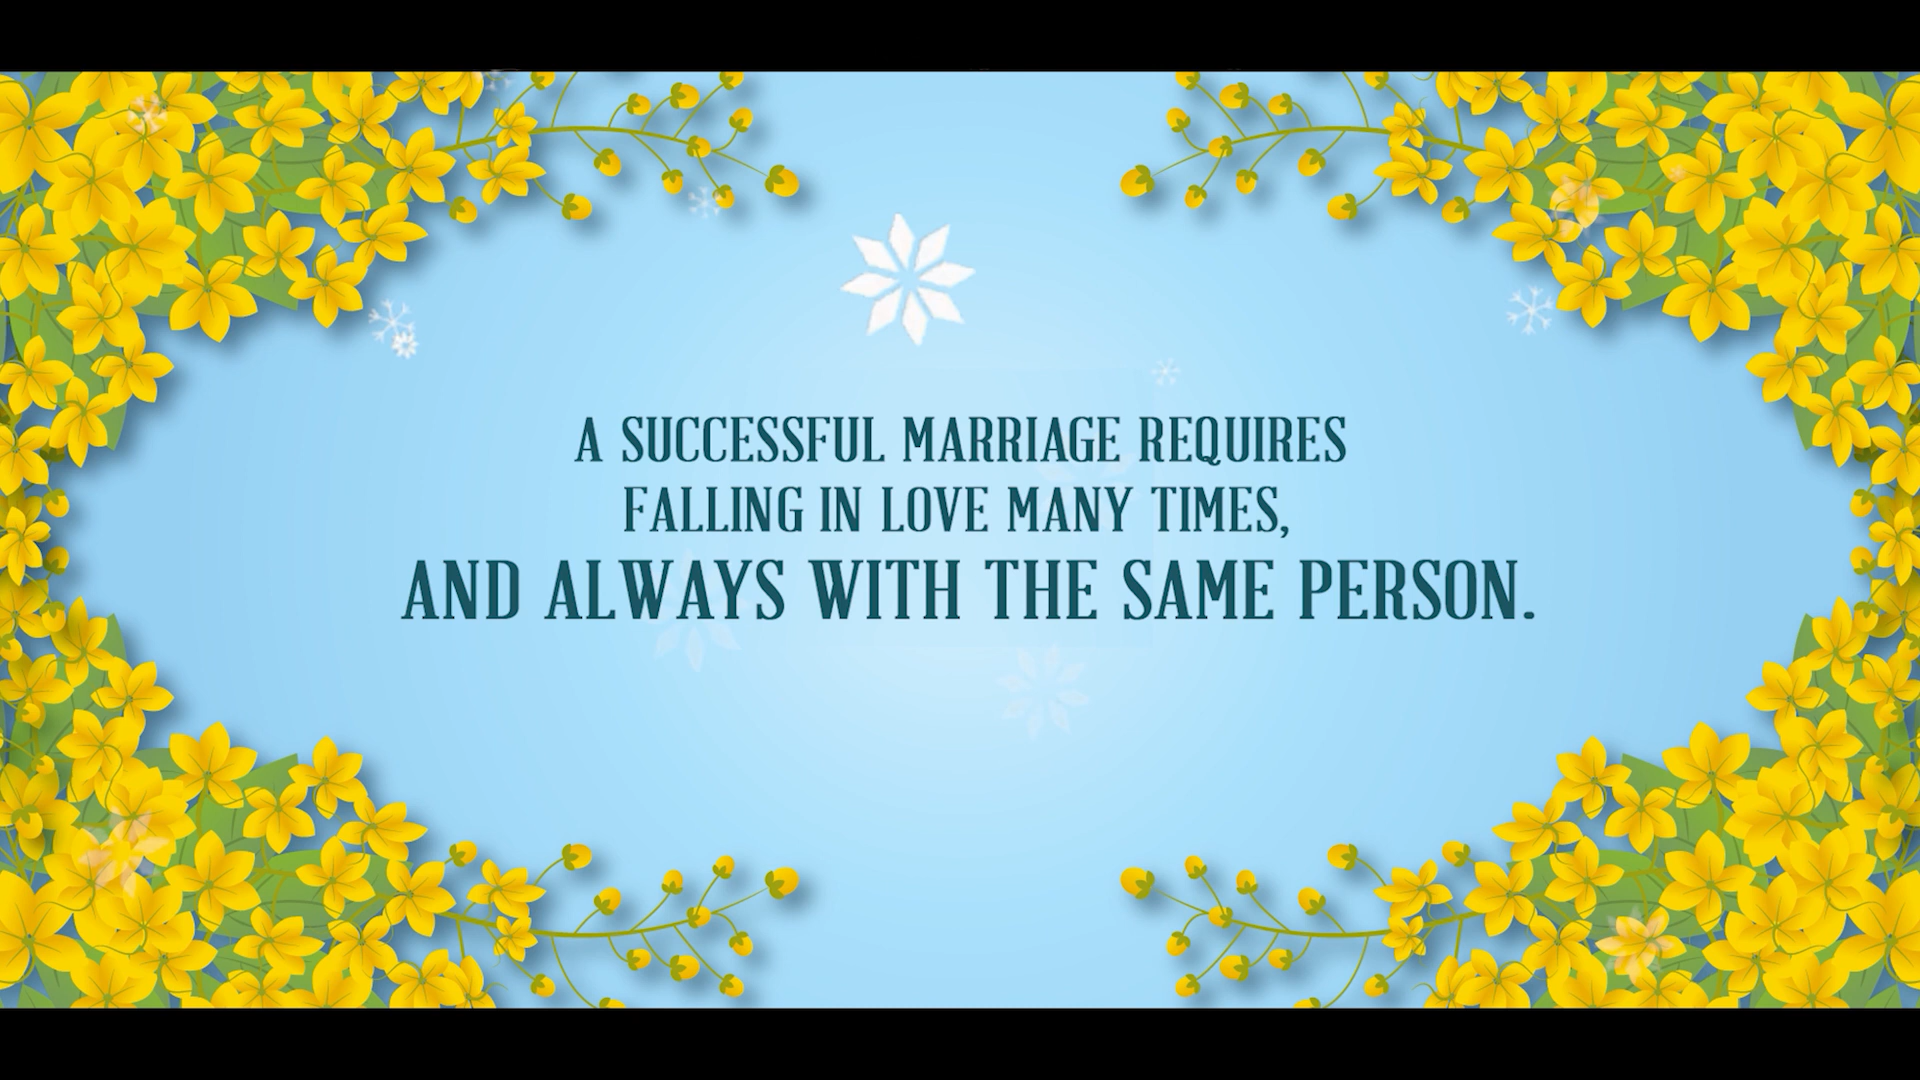 A SUCCESSFUL MARRIAGE REQUIRES
FALLING IN LOVE MANY TIMES,
AND ALWAYS WITH THE SAME PERSON.